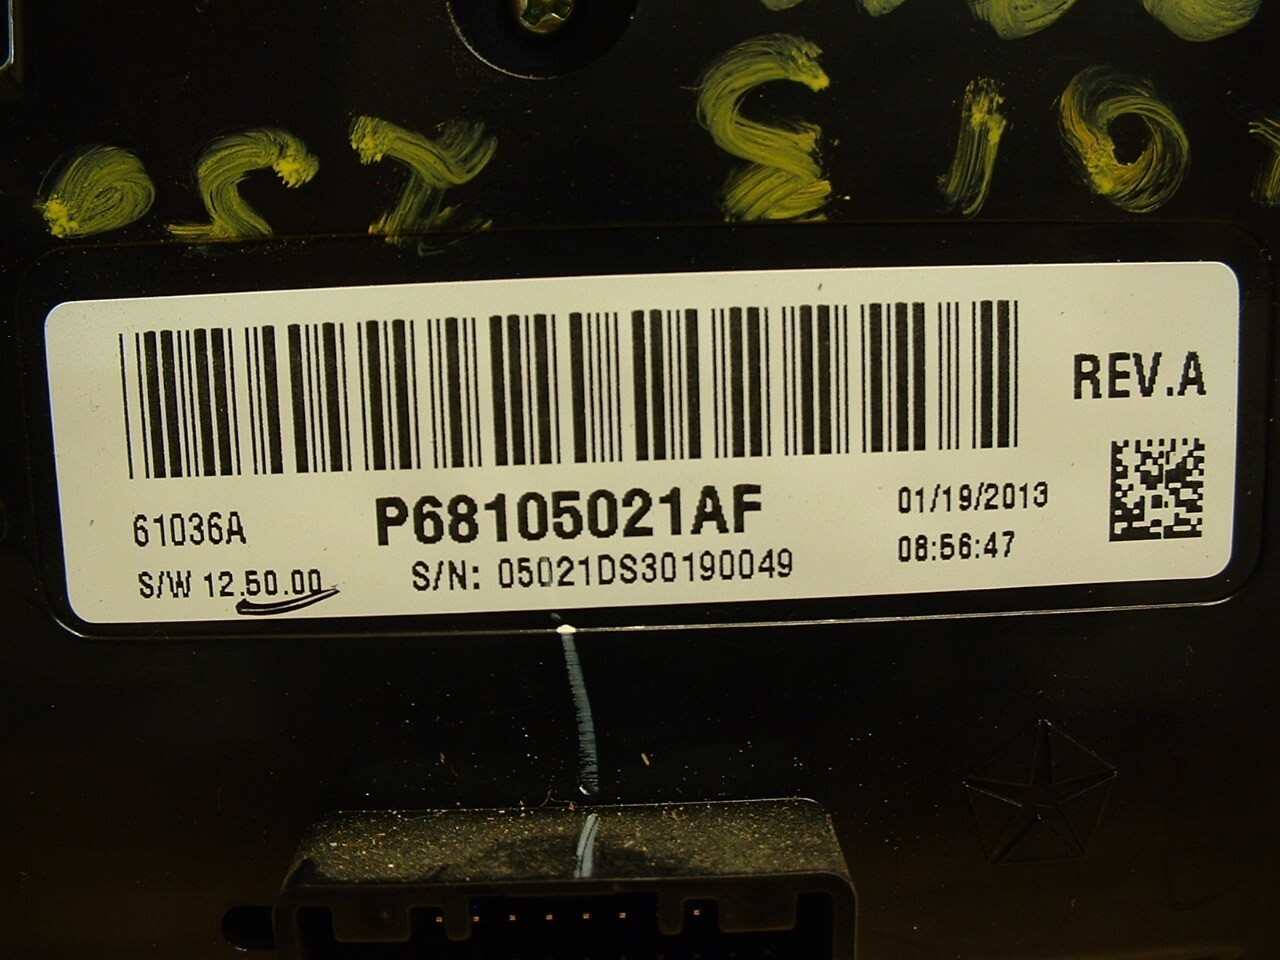 REV.A
61036A
P68105021AF
01/19/2013
S/W 12.50.00
S/N: 05021DS30190049
08:56:47